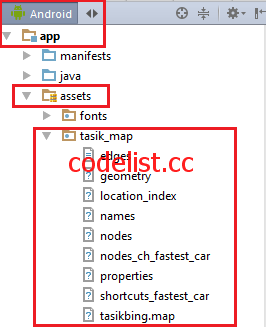 Android
app
manifests
java
assets
fonts
tasik_map
edges
codelist.cc
geometry
location_index
names
nodes
nodes_ch_fastest_car
properties
shortcuts_fastest_car
tasikbing.map